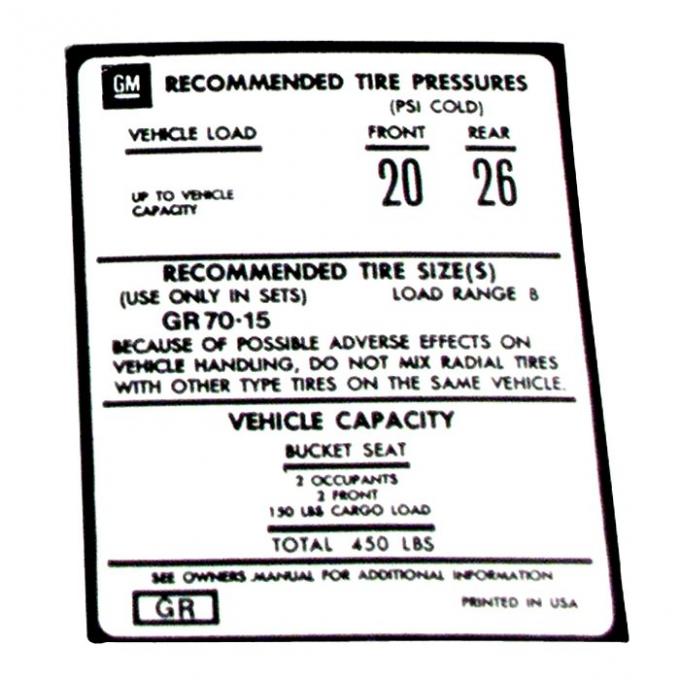 GM RECOMMENDED TIRE PRESSURES
(PSI COLD)
VEHICLE LOAD FRONT REAR
UP TO VEHICLE CAPACITY 20 26
RECOMMENDED TIRE SIZE(S)
(USE ONLY IN SETS) LOAD RANGE B
GR70-15
BECAUSE OF POSSIBLE ADVERSE EFFECTS ON
VEHICLE HANDLING, DO NOT MIX RADIAL TIRES
WITH OTHER TYPE TIRES ON THE SAME VEHICLE.
VEHICLE CAPACITY
BUCKET SEAT
2 OCCUPANTS
2 FRONT
150 LBS CARGO LOAD
TOTAL 450 LBS
SEE OWNERS MANUAL FOR ADDITIONAL INFORMATION
GR PRINTED IN USA